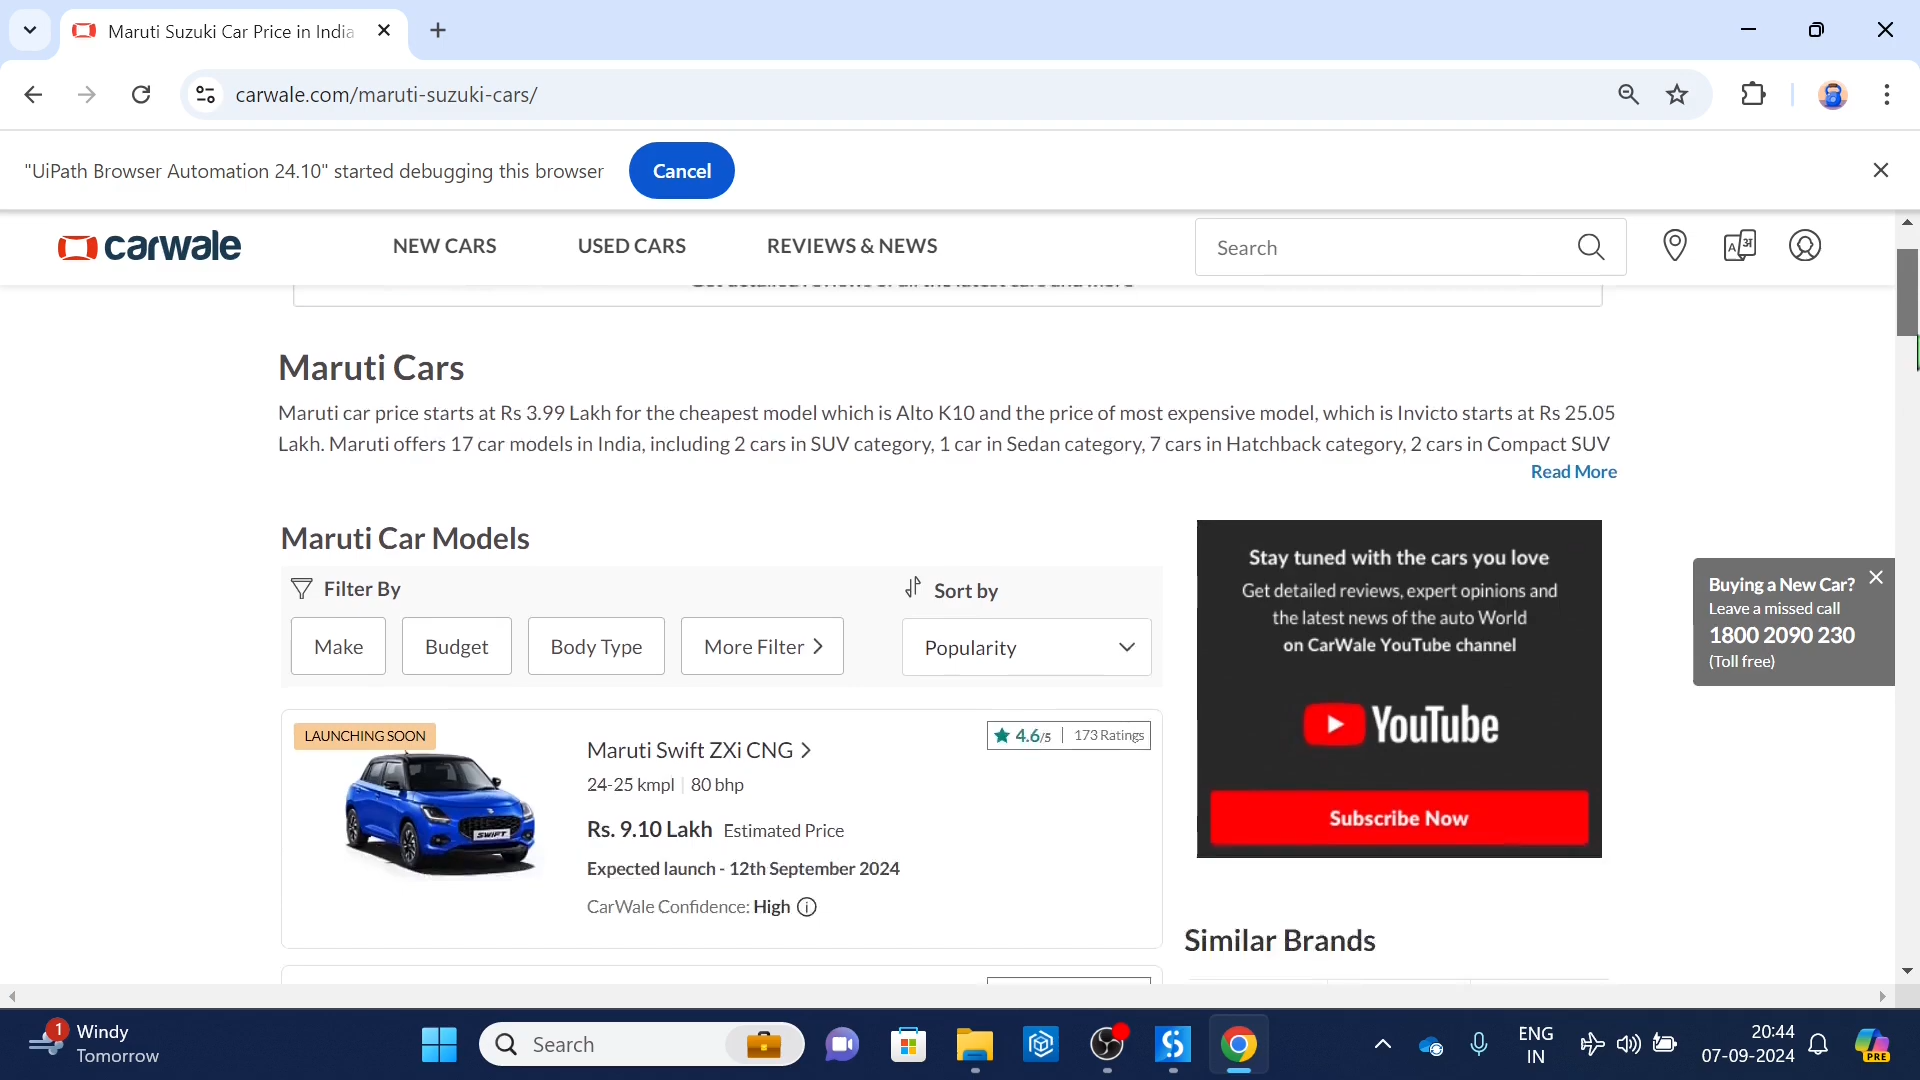 Maruti Suzuki Car Price in India
carwale.com/maruti-suzuki-cars/
"UiPath Browser Automation 24.10" started debugging this browser
Cancel
carwale
NEW CARS
USED CARS
REVIEWS & NEWS
Search
Maruti Cars
Maruti car price starts at Rs 3.99 Lakh for the cheapest model which is Alto K10 and the price of most expensive model, which is Invicto starts at Rs 25.05
Lakh. Maruti offers 17 car models in India, including 2 cars in SUV category, 1 car in Sedan category, 7 cars in Hatchback category, 2 cars in Compact SUV
Read More
Maruti Car Models
Filter By
Sort by
Make
Budget
Body Type
More Filter
Popularity
LAUNCHING SOON
SWIFT
Maruti Swift ZXi CNG
4.6/5 | 173 Ratings
24-25 kmpl | 80 bhp
Rs. 9.10 Lakh Estimated Price
Expected launch - 12th September 2024
CarWale Confidence: High
Stay tuned with the cars you love
Get detailed reviews, expert opinions and
the latest news of the auto World
on CarWale YouTube channel
YouTube
Subscribe Now
Similar Brands
Buying a New Car?
Leave a missed call
1800 2090 230
(Toll free)
1
Windy
Tomorrow
Search
ENG
IN
20:44
07-09-2024
PRE